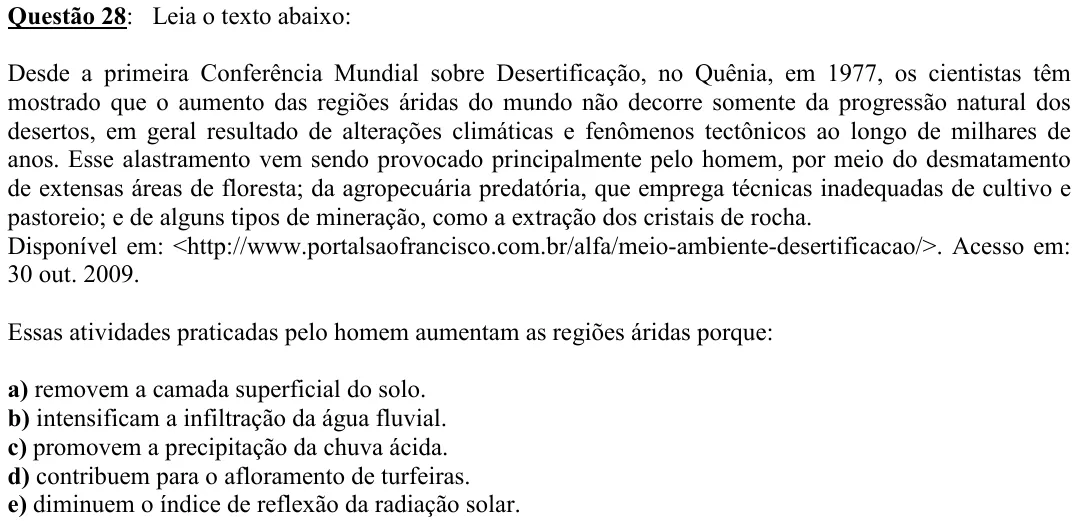 Questão 28: Leia o texto abaixo:
Desde a primeira Conferência Mundial sobre Desertificação, no Quênia, em 1977, os cientistas têm
mostrado que o aumento das regiões áridas do mundo não decorre somente da progressão natural dos
desertos, em geral resultado de alterações climáticas e fenômenos tectônicos ao longo de milhares de
anos. Esse alastramento vem sendo provocado principalmente pelo homem, por meio do desmatamento
de extensas áreas de floresta; da agropecuária predatória, que emprega técnicas inadequadas de cultivo e
pastoreio; e de alguns tipos de mineração, como a extração dos cristais de rocha.
Disponível em: <http://www.portalsaofrancisco.com.br/alfa/meio-ambiente-desertificacao/>. Acesso em:
30 out. 2009.
Essas atividades praticadas pelo homem aumentam as regiões áridas porque:
a) removem a camada superficial do solo.
b) intensificam a infiltração da água fluvial.
c) promovem a precipitação da chuva ácida.
d) contribuem para o afloramento de turfeiras.
e) diminuem o índice de reflexão da radiação solar.